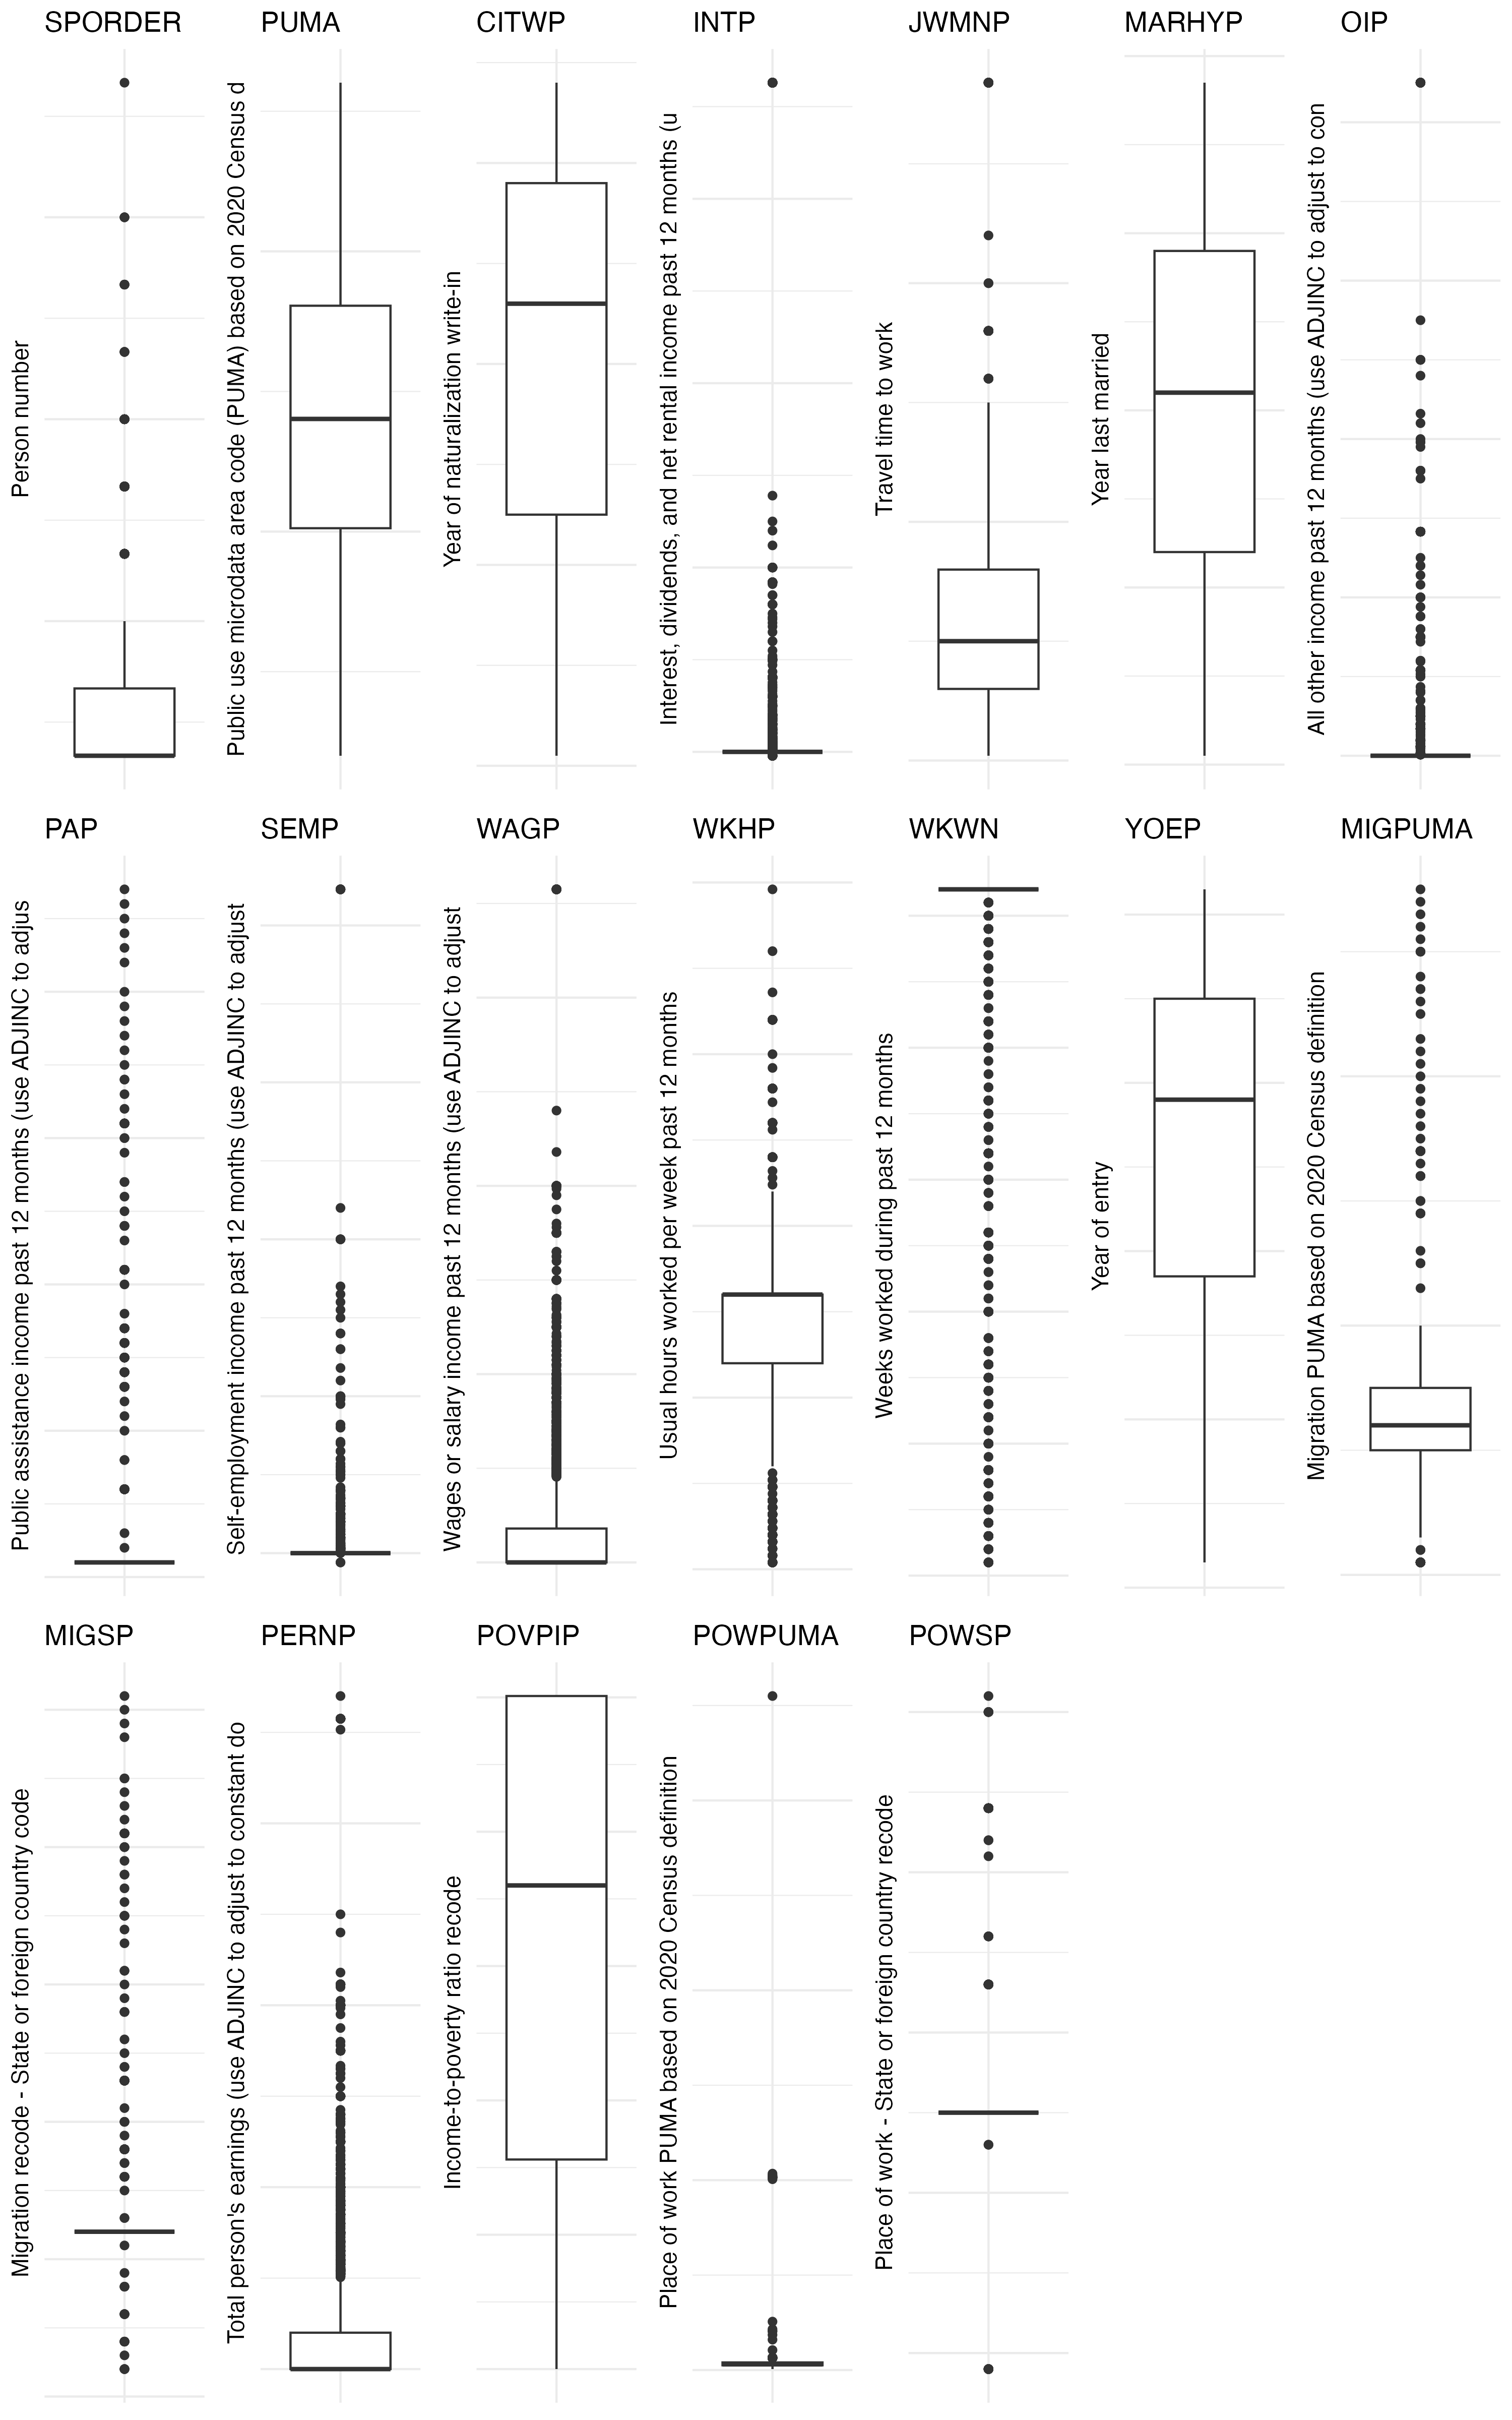 SPORDER
PUMA
CITWP
INTP
JWMNP
MARHYP
OIP
Person number
Public use microdata area code (PUMA) based on 2020 Census d
Year of naturalization write-in
Interest, dividends, and net rental income past 12 months (u
Travel time to work
Year last married
All other income past 12 months (use ADJINC to adjust to con
PAP
SEMP
WAGP
WKHP
WKWN
YOEP
MIGPUMA
Public assistance income past 12 months (use ADJINC to adjus
Self-employment income past 12 months (use ADJINC to adjust
Wages or salary income past 12 months (use ADJINC to adjust
Usual hours worked per week past 12 months
Weeks worked during past 12 months
Year of entry
Migration PUMA based on 2020 Census definition
MIGSP
PERNP
POVPIP
POWPUMA
POWSP
Migration recode - State or foreign country code
Total person's earnings (use ADJINC to adjust to constant do
Income-to-poverty ratio recode
Place of work PUMA based on 2020 Census definition
Place of work - State or foreign country recode